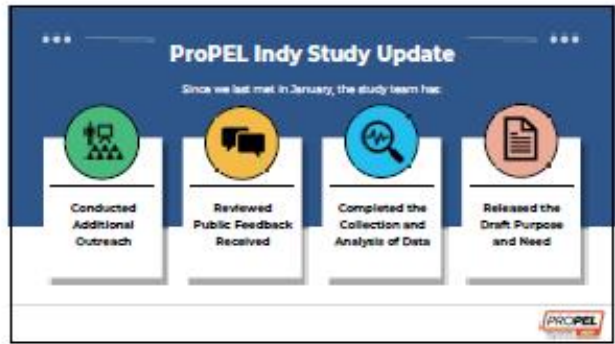 ProPEL Indy Study Update
Since we last met in January, the study team has:
Conducted
Additional
Outreach
Reviewed
Public Feedback
Received
Completed the
Collection and
Analysis of Data
Released the
Draft Purpose
and Need
PROPEL